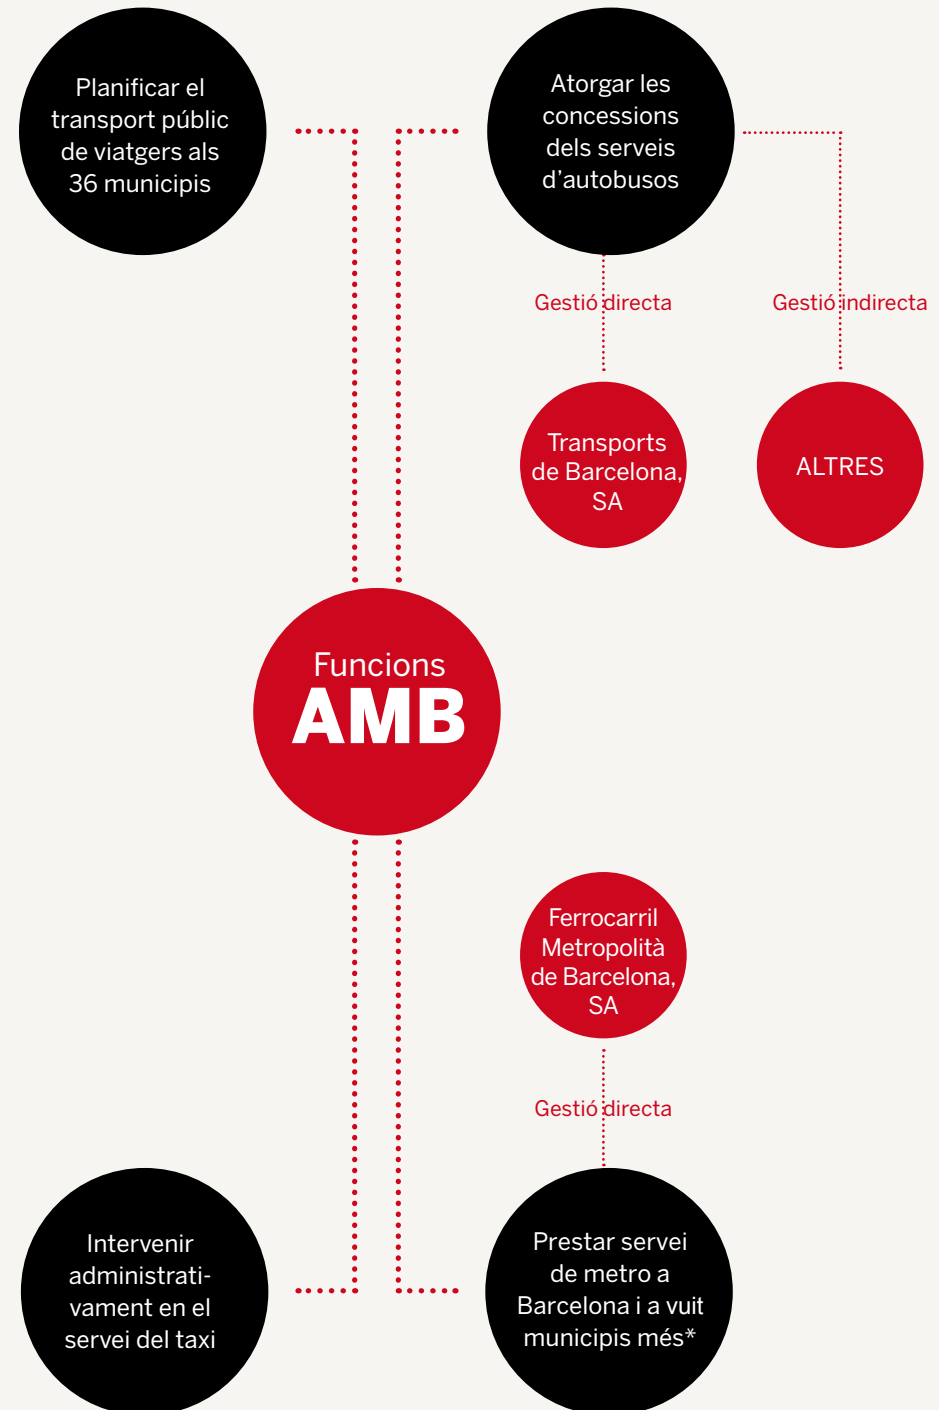 Planificar el
transport públic
de viatgers als
36 municipis
Atorgar les
concessions
dels serveis
d’autobusos
Gestió directa
Gestió indirecta
Transports
de Barcelona,
SA
ALTRES
Funcions
AMB
Ferrocarril
Metropolità
de Barcelona,
SA
Gestió directa
Intervenir
administrati-
vament en el
servei del taxi
Prestar servei
de metro a
Barcelona i a vuit
municipis més*